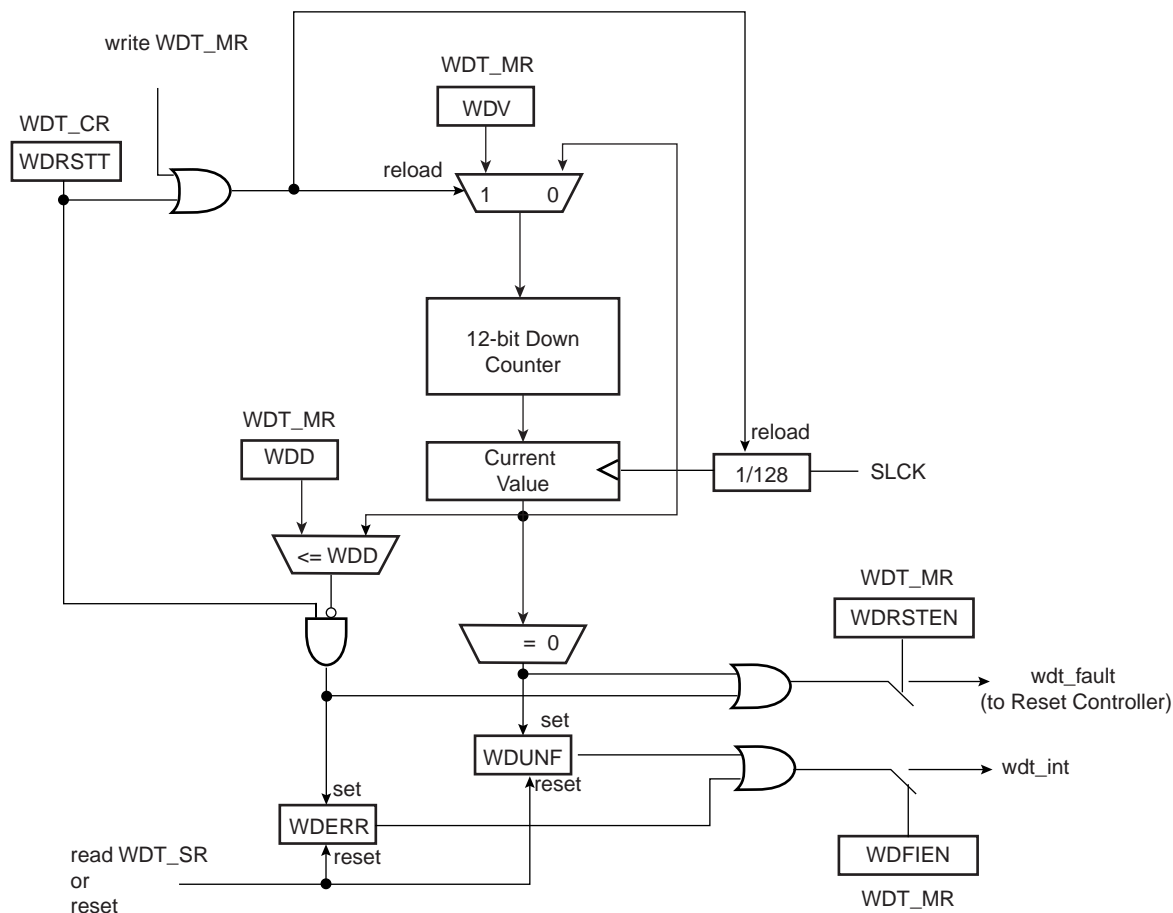 write WDT_MR
WDT_MR
WDV
WDT_CR
WDRSTT
reload
1 0
12-bit Down
Counter
WDT_MR
WDD
reload
Current
Value
1/128
SLCK
<= WDD
WDT_MR
WDRSTEN
= 0
wdt_fault
(to Reset Controller)
set
WDUNF
reset
wdt_int
set
WDERR
reset
WDFIEN
WDT_MR
read WDT_SR
or
reset